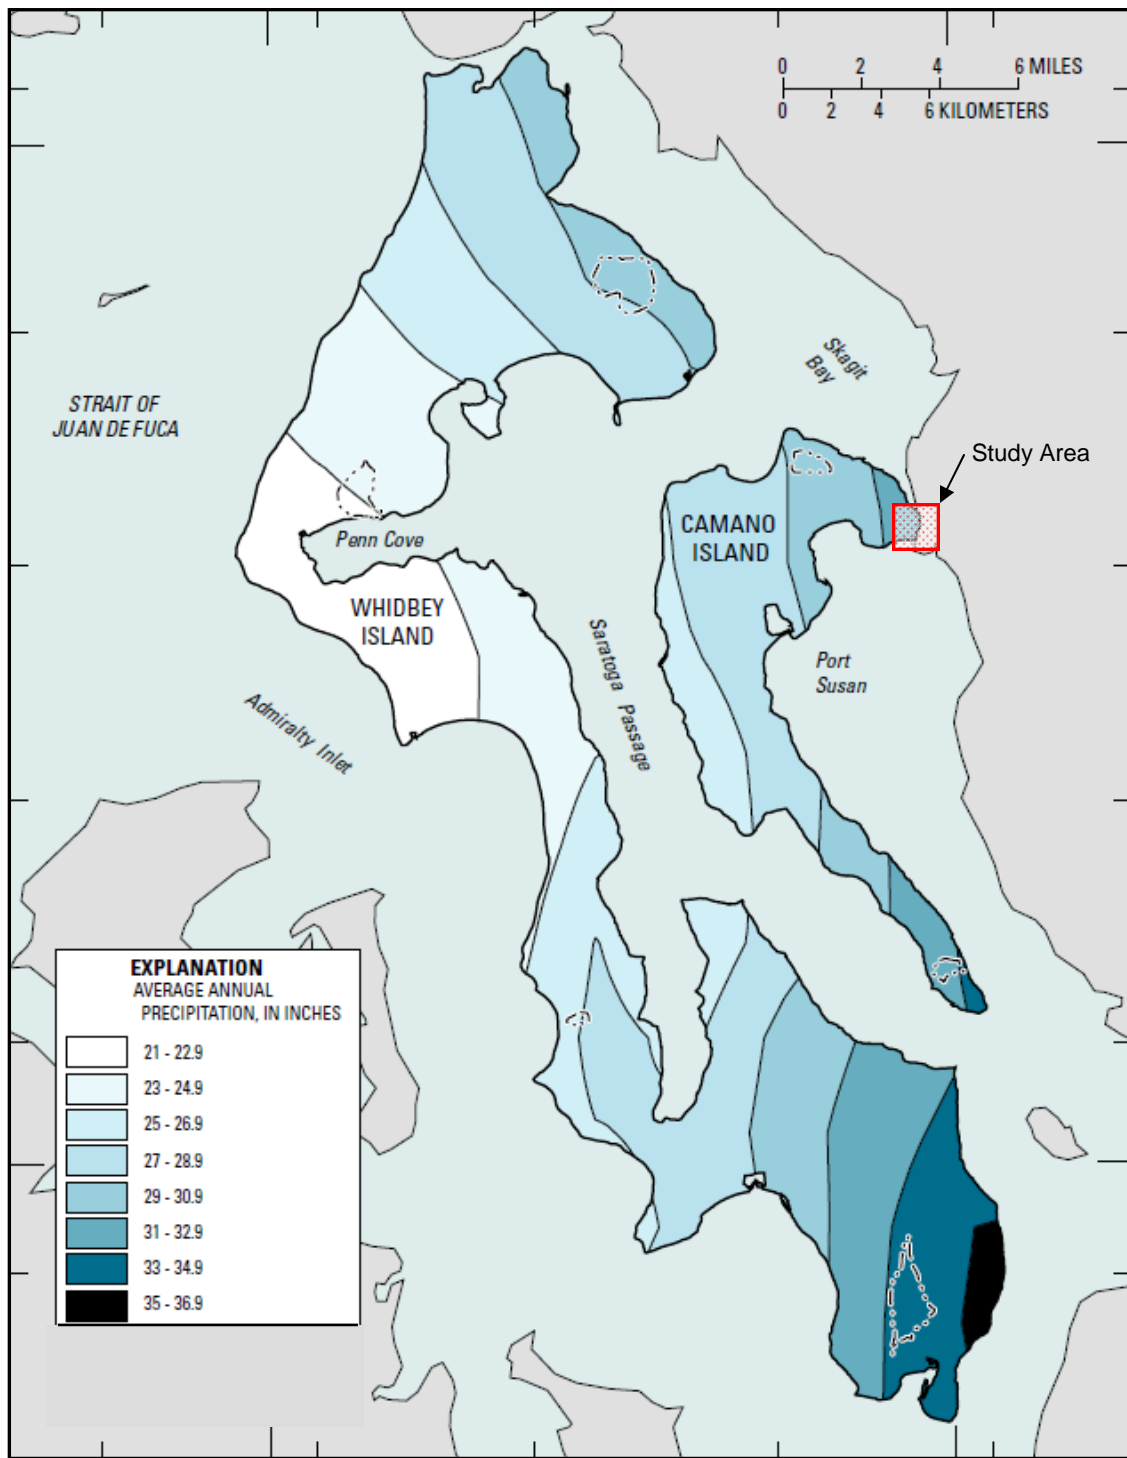 0 2 4 6 MILES
0 2 4 6 KILOMETERS
Skagit
Bay
STRAIT OF
JUAN DE FUCA
Study Area
CAMANO
ISLAND
Penn Cove
WHIDBEY
ISLAND
Saratoga Passage
Port
Susan
Admiralty Inlet
EXPLANATION
AVERAGE ANNUAL
PRECIPITATION, IN INCHES
21 - 22.9
23 - 24.9
25 - 26.9
27 - 28.9
29 - 30.9
31 - 32.9
33 - 34.9
35 - 36.9